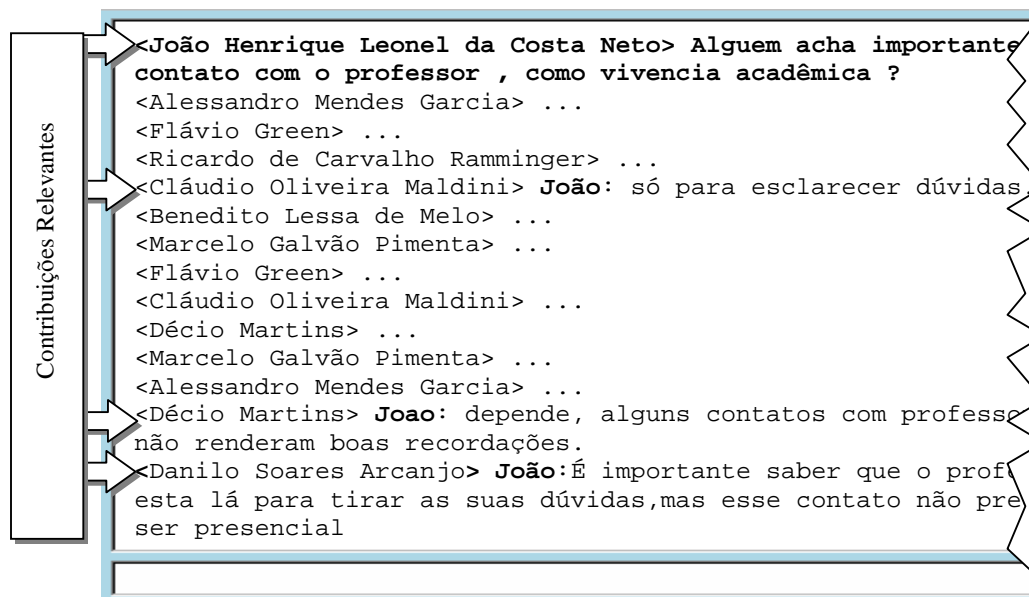 Contribuições Relevantes
<João Henrique Leonel da Costa Neto> Alguem acha importante
contato com o professor , como vivencia acadêmica ?
<Alessandro Mendes Garcia> ...
<Flávio Green> ...
<Ricardo de Carvalho Ramminger> ...
<Cláudio Oliveira Maldini> João: só para esclarecer dúvidas,
<Benedito Lessa de Melo> ...
<Marcelo Galvão Pimenta> ...
<Flávio Green> ...
<Cláudio Oliveira Maldini> ...
<Décio Martins> ...
<Marcelo Galvão Pimenta> ...
<Alessandro Mendes Garcia> ...
<Décio Martins> Joao: depende, alguns contatos com
não renderam boas recordações.
<Danilo Soares Arcanjo> João:É importante saber que o
esta lá para tirar as suas dúvidas,mas esse contato não
ser presencial